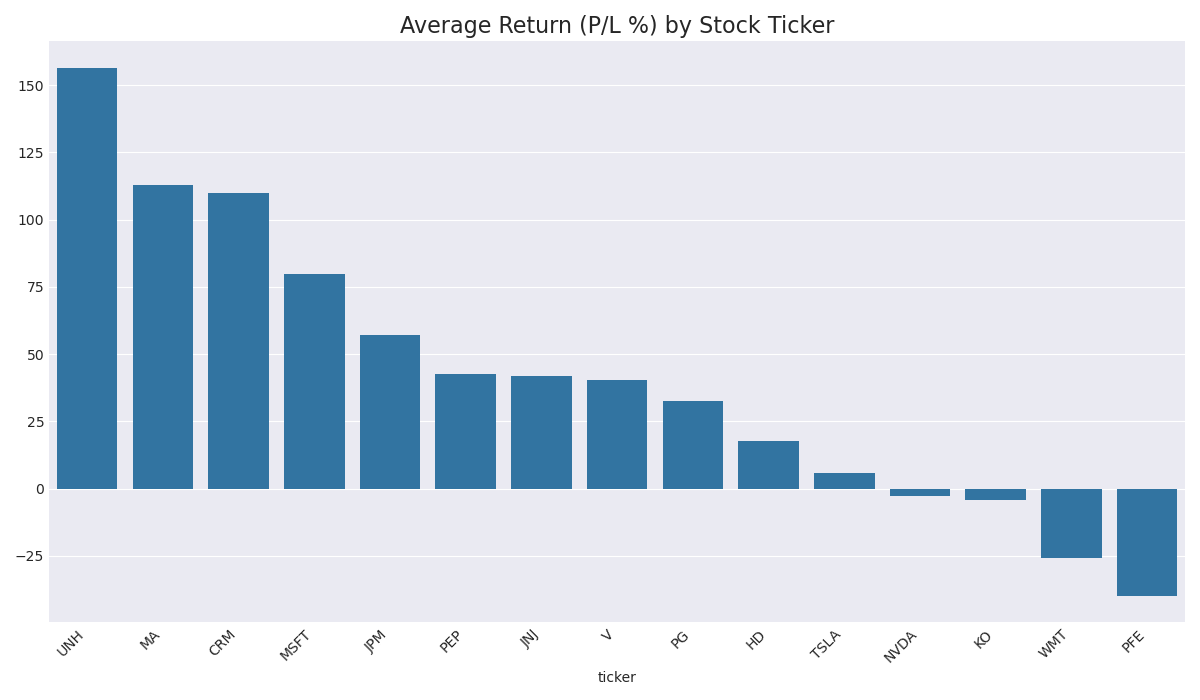 Average Return (P/L %) by Stock Ticker
150
125
100
75
50
25
0
−25
UNH
MA
CRM
MSFT
JPM
PEP
JNJ
V
PG
HD
TSLA
NVDA
KO
WMT
PFE
ticker